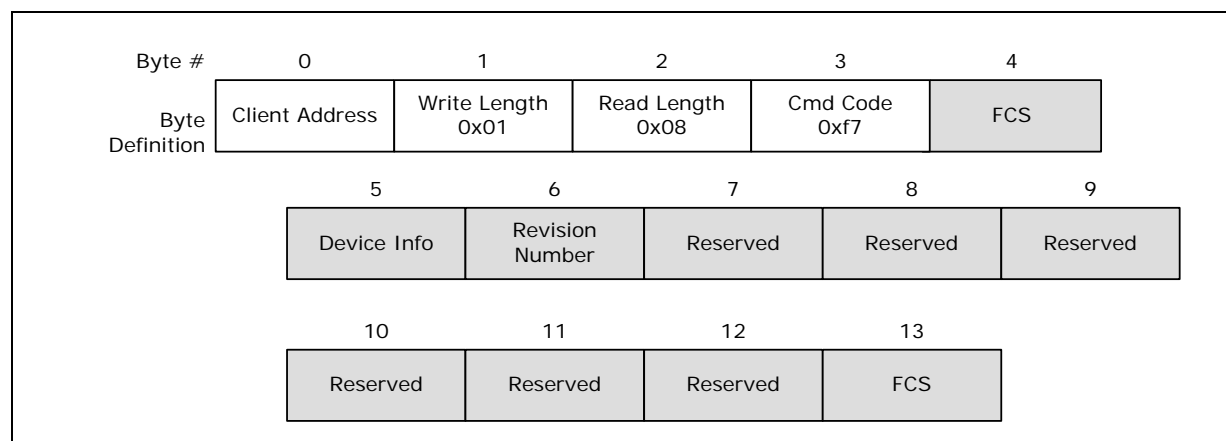 Byte # 0 1 2 3 4
Byte
Definition
Client Address
Write Length
0x01
Read Length
0x08
Cmd Code
0xf7
FCS
5 6 7 8 9
Device Info
Revision
Number
Reserved
Reserved
Reserved
10 11 12 13
Reserved
Reserved
Reserved
FCS